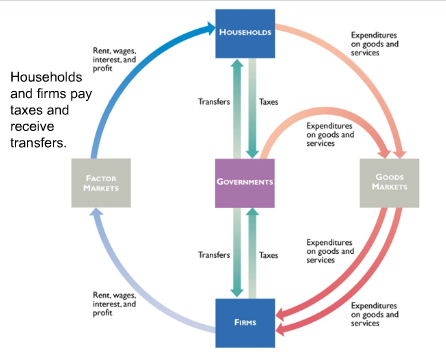 HOUSEHOLDS
Expenditures
on goods and
services
Rent, wages,
interest, and
profit
Households
and firms pay
taxes and
receive
transfers.
Transfers
Taxes
Expenditures
on goods and
services
FACTOR
MARKETS
GOVERNMENTS
GOODS
MARKETS
Transfers
Taxes
Expenditures
on goods and
services
Rent, wages,
interest, and
profit
FIRMS
Expenditures
on goods and
services